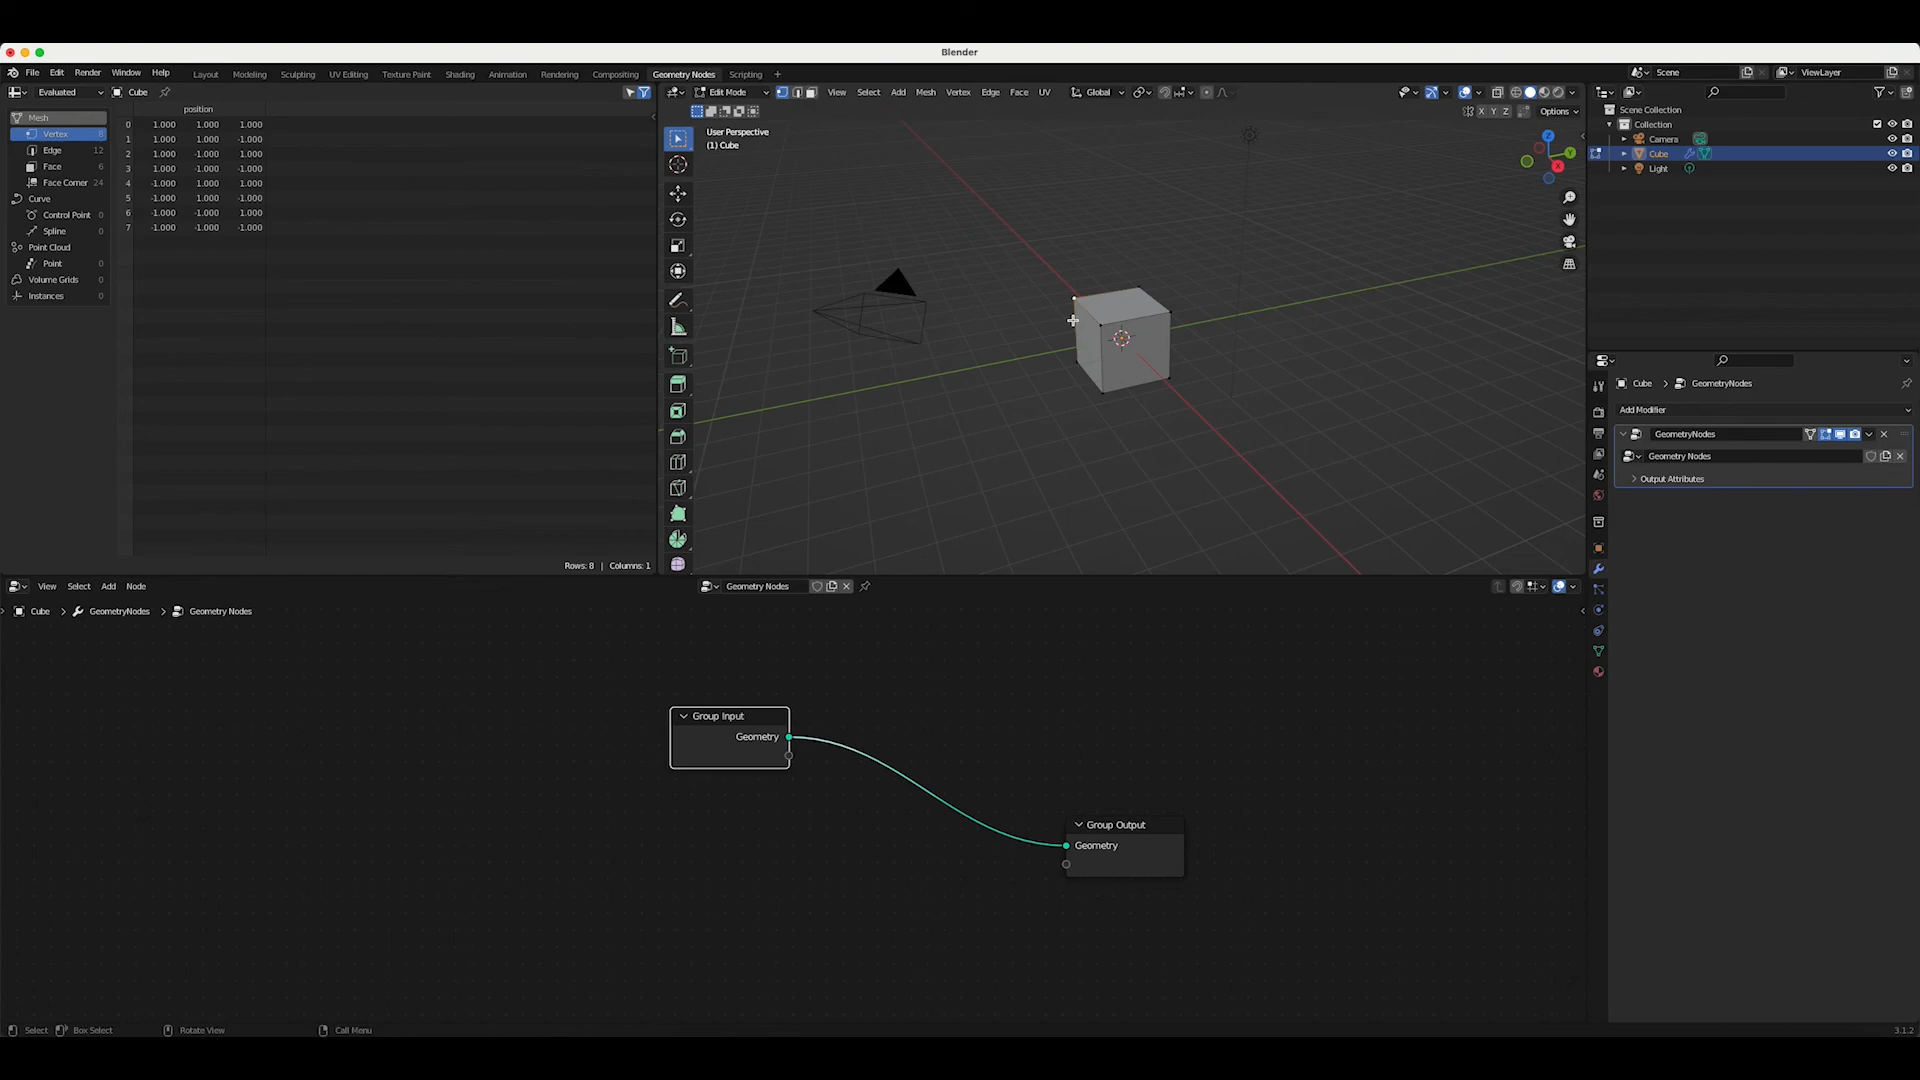 Blender
File Edit Render Window Help Layout Modeling Sculpting UV Editing Texture Paint Shading Animation Rendering Compositing Geometry Nodes Scripting + Scene ViewLayer
Evaluated Cube
Edit Mode View Select Add Mesh Vertex Edge Face UV Global
X Y Z Options
position
Mesh
Vertex 8
Edge 12
Face 6
Face Corner 24
Curve
Control Point 0
Spline 0
Point Cloud
Point 0
Volume Grids 0
Instances 0
0 1.000 1.000 1.000
1 1.000 1.000 -1.000
2 1.000 -1.000 1.000
3 1.000 -1.000 -1.000
4 -1.000 1.000 1.000
5 -1.000 1.000 -1.000
6 -1.000 -1.000 1.000
7 -1.000 -1.000 -1.000
Rows: 8 | Columns: 1
User Perspective
(1) Cube
Z
Y
X
Scene Collection
Collection
Camera
Cube
Light
Cube > GeometryNodes
Add Modifier
GeometryNodes
Geometry Nodes
Output Attributes
View Select Add Node Geometry Nodes
Cube > GeometryNodes > Geometry Nodes
Group Input
Geometry
Group Output
Geometry
Select Box Select Rotate View Call Menu 3.1.2